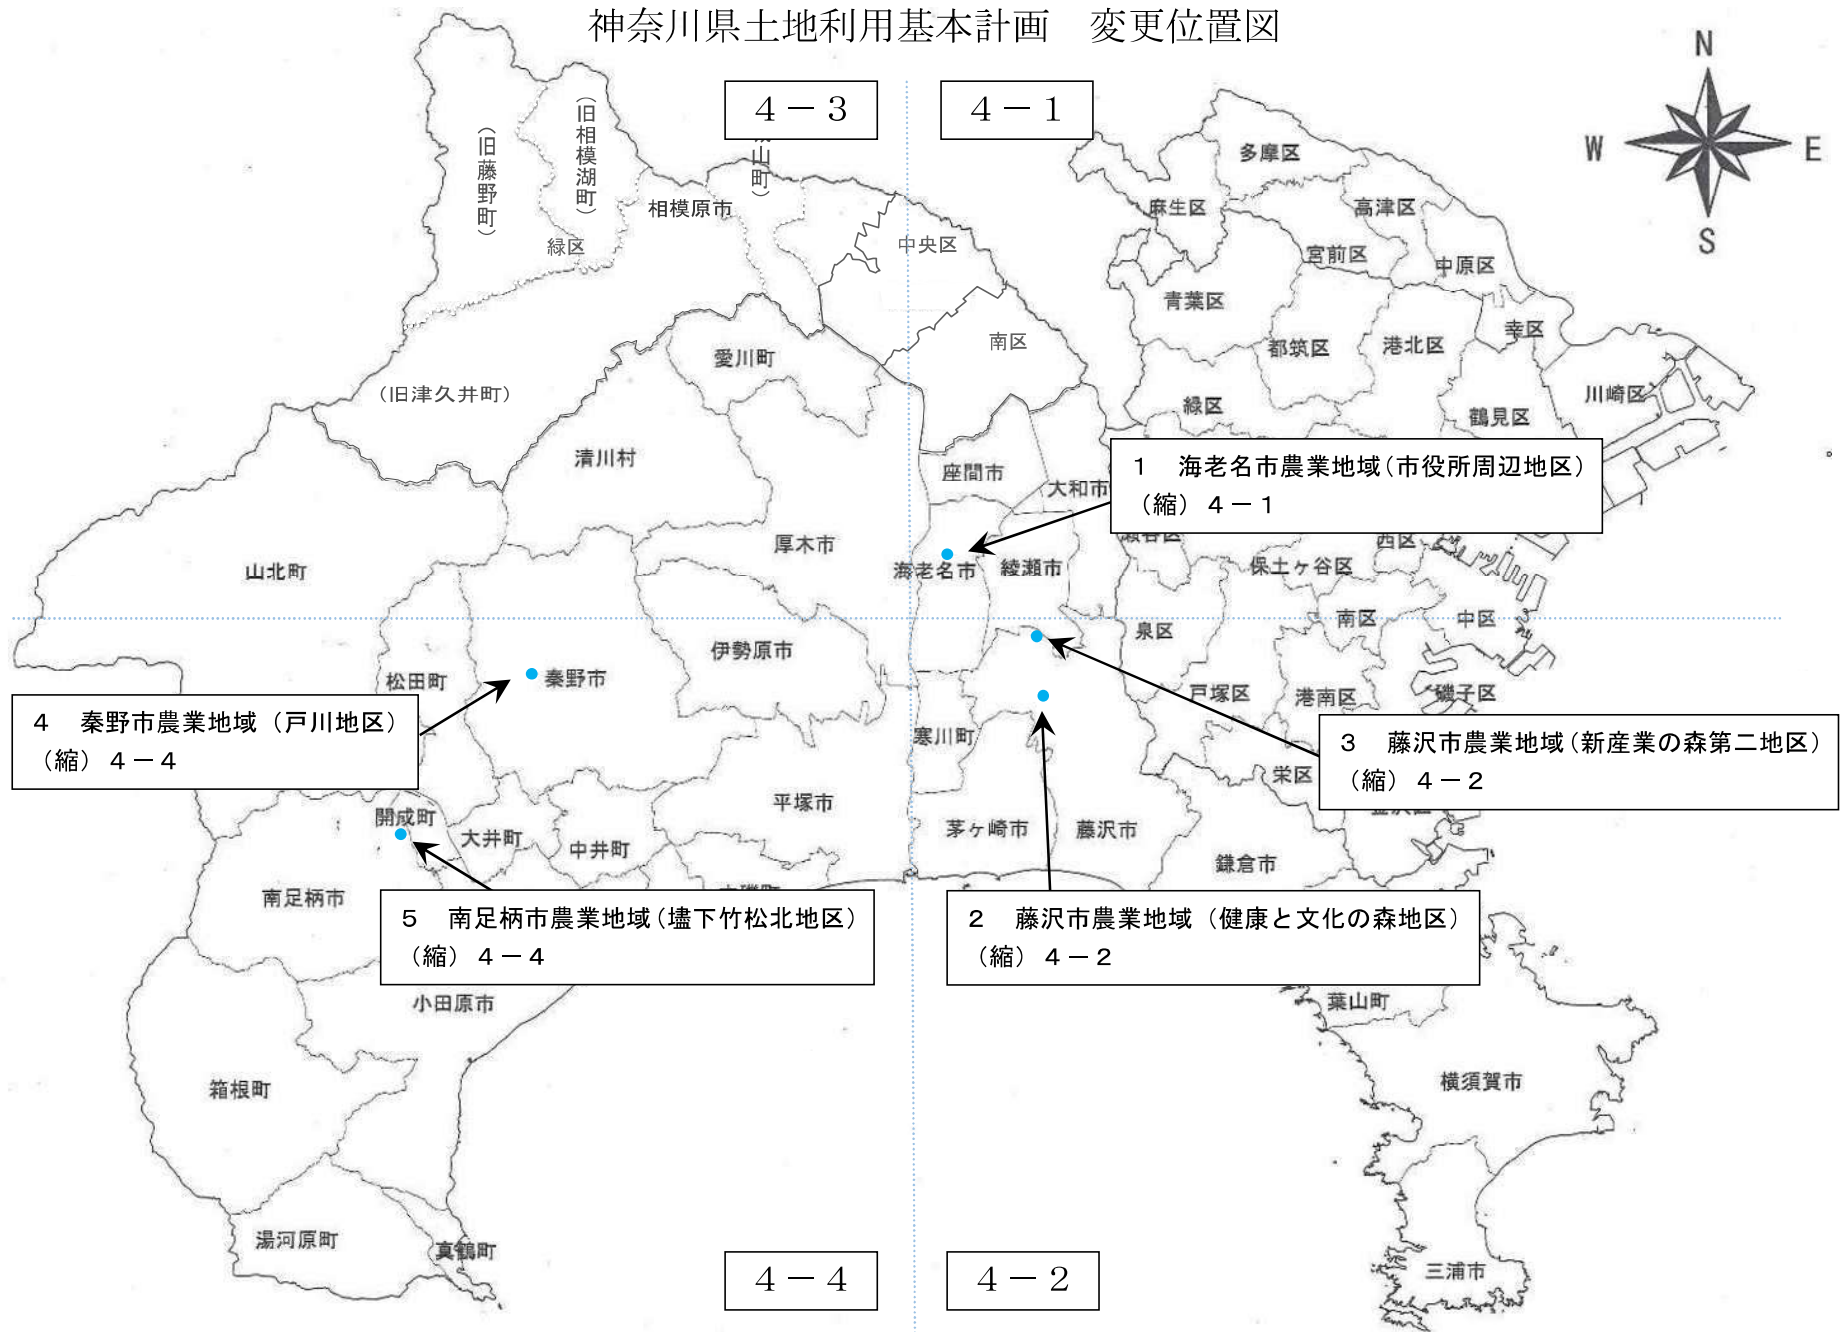 神奈川県土地利用基本計画　変更位置図
N
W
E
S
４－３
４－１
（旧藤野町）
（旧相模湖町）
町）
相模原市
緑区
中央区
南区
（旧津久井町）
多摩区
麻生区
高津区
宮前区
中原区
青葉区
幸区
都筑区
港北区
川崎区
緑区
鶴見区
愛川町
清川村
座間市
大和市
１　海老名市農業地域（市役所周辺地区）
（縮）４－１
厚木市
海老名市
綾瀬市
瀬谷区
保土ヶ谷区
西区
山北町
泉区
南区
中区
伊勢原市
松田町
秦野市
戸塚区
港南区
磯子区
４　秦野市農業地域（戸川地区）
（縮）４－４
寒川町
３　藤沢市農業地域（新産業の森第二地区）
（縮）４－２
栄区
金沢区
開成町
大井町
中井町
平塚市
茅ヶ崎市
藤沢市
鎌倉市
南足柄市
５　南足柄市農業地域（壗下竹松北地区）
（縮）４－４
２　藤沢市農業地域（健康と文化の森地区）
（縮）４－２
小田原市
葉山町
箱根町
横須賀市
湯河原町
真鶴町
三浦市
４－４
４－２